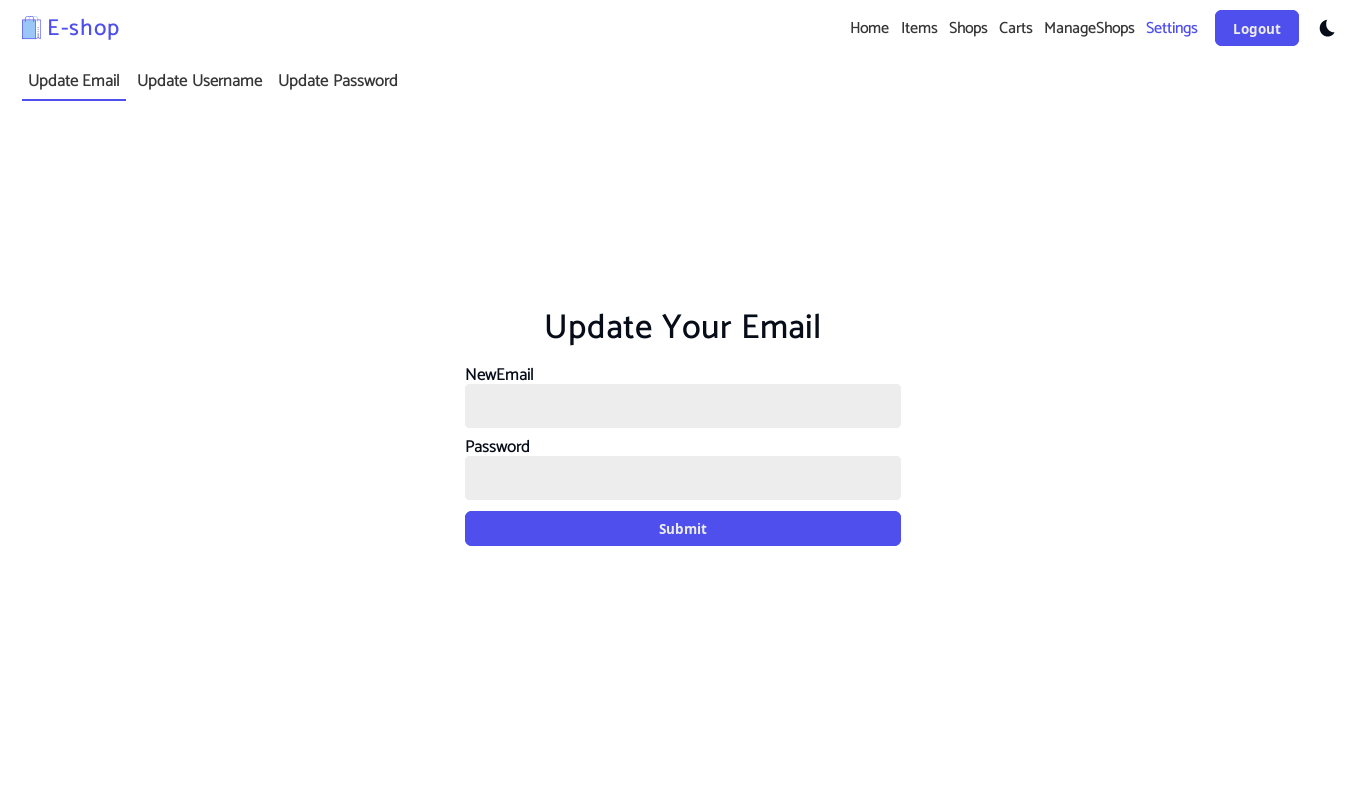 E-shop Home Items Shops Carts ManageShops Settings Logout
Update Email Update Username Update Password
Update Your Email
NewEmail
Password
Submit